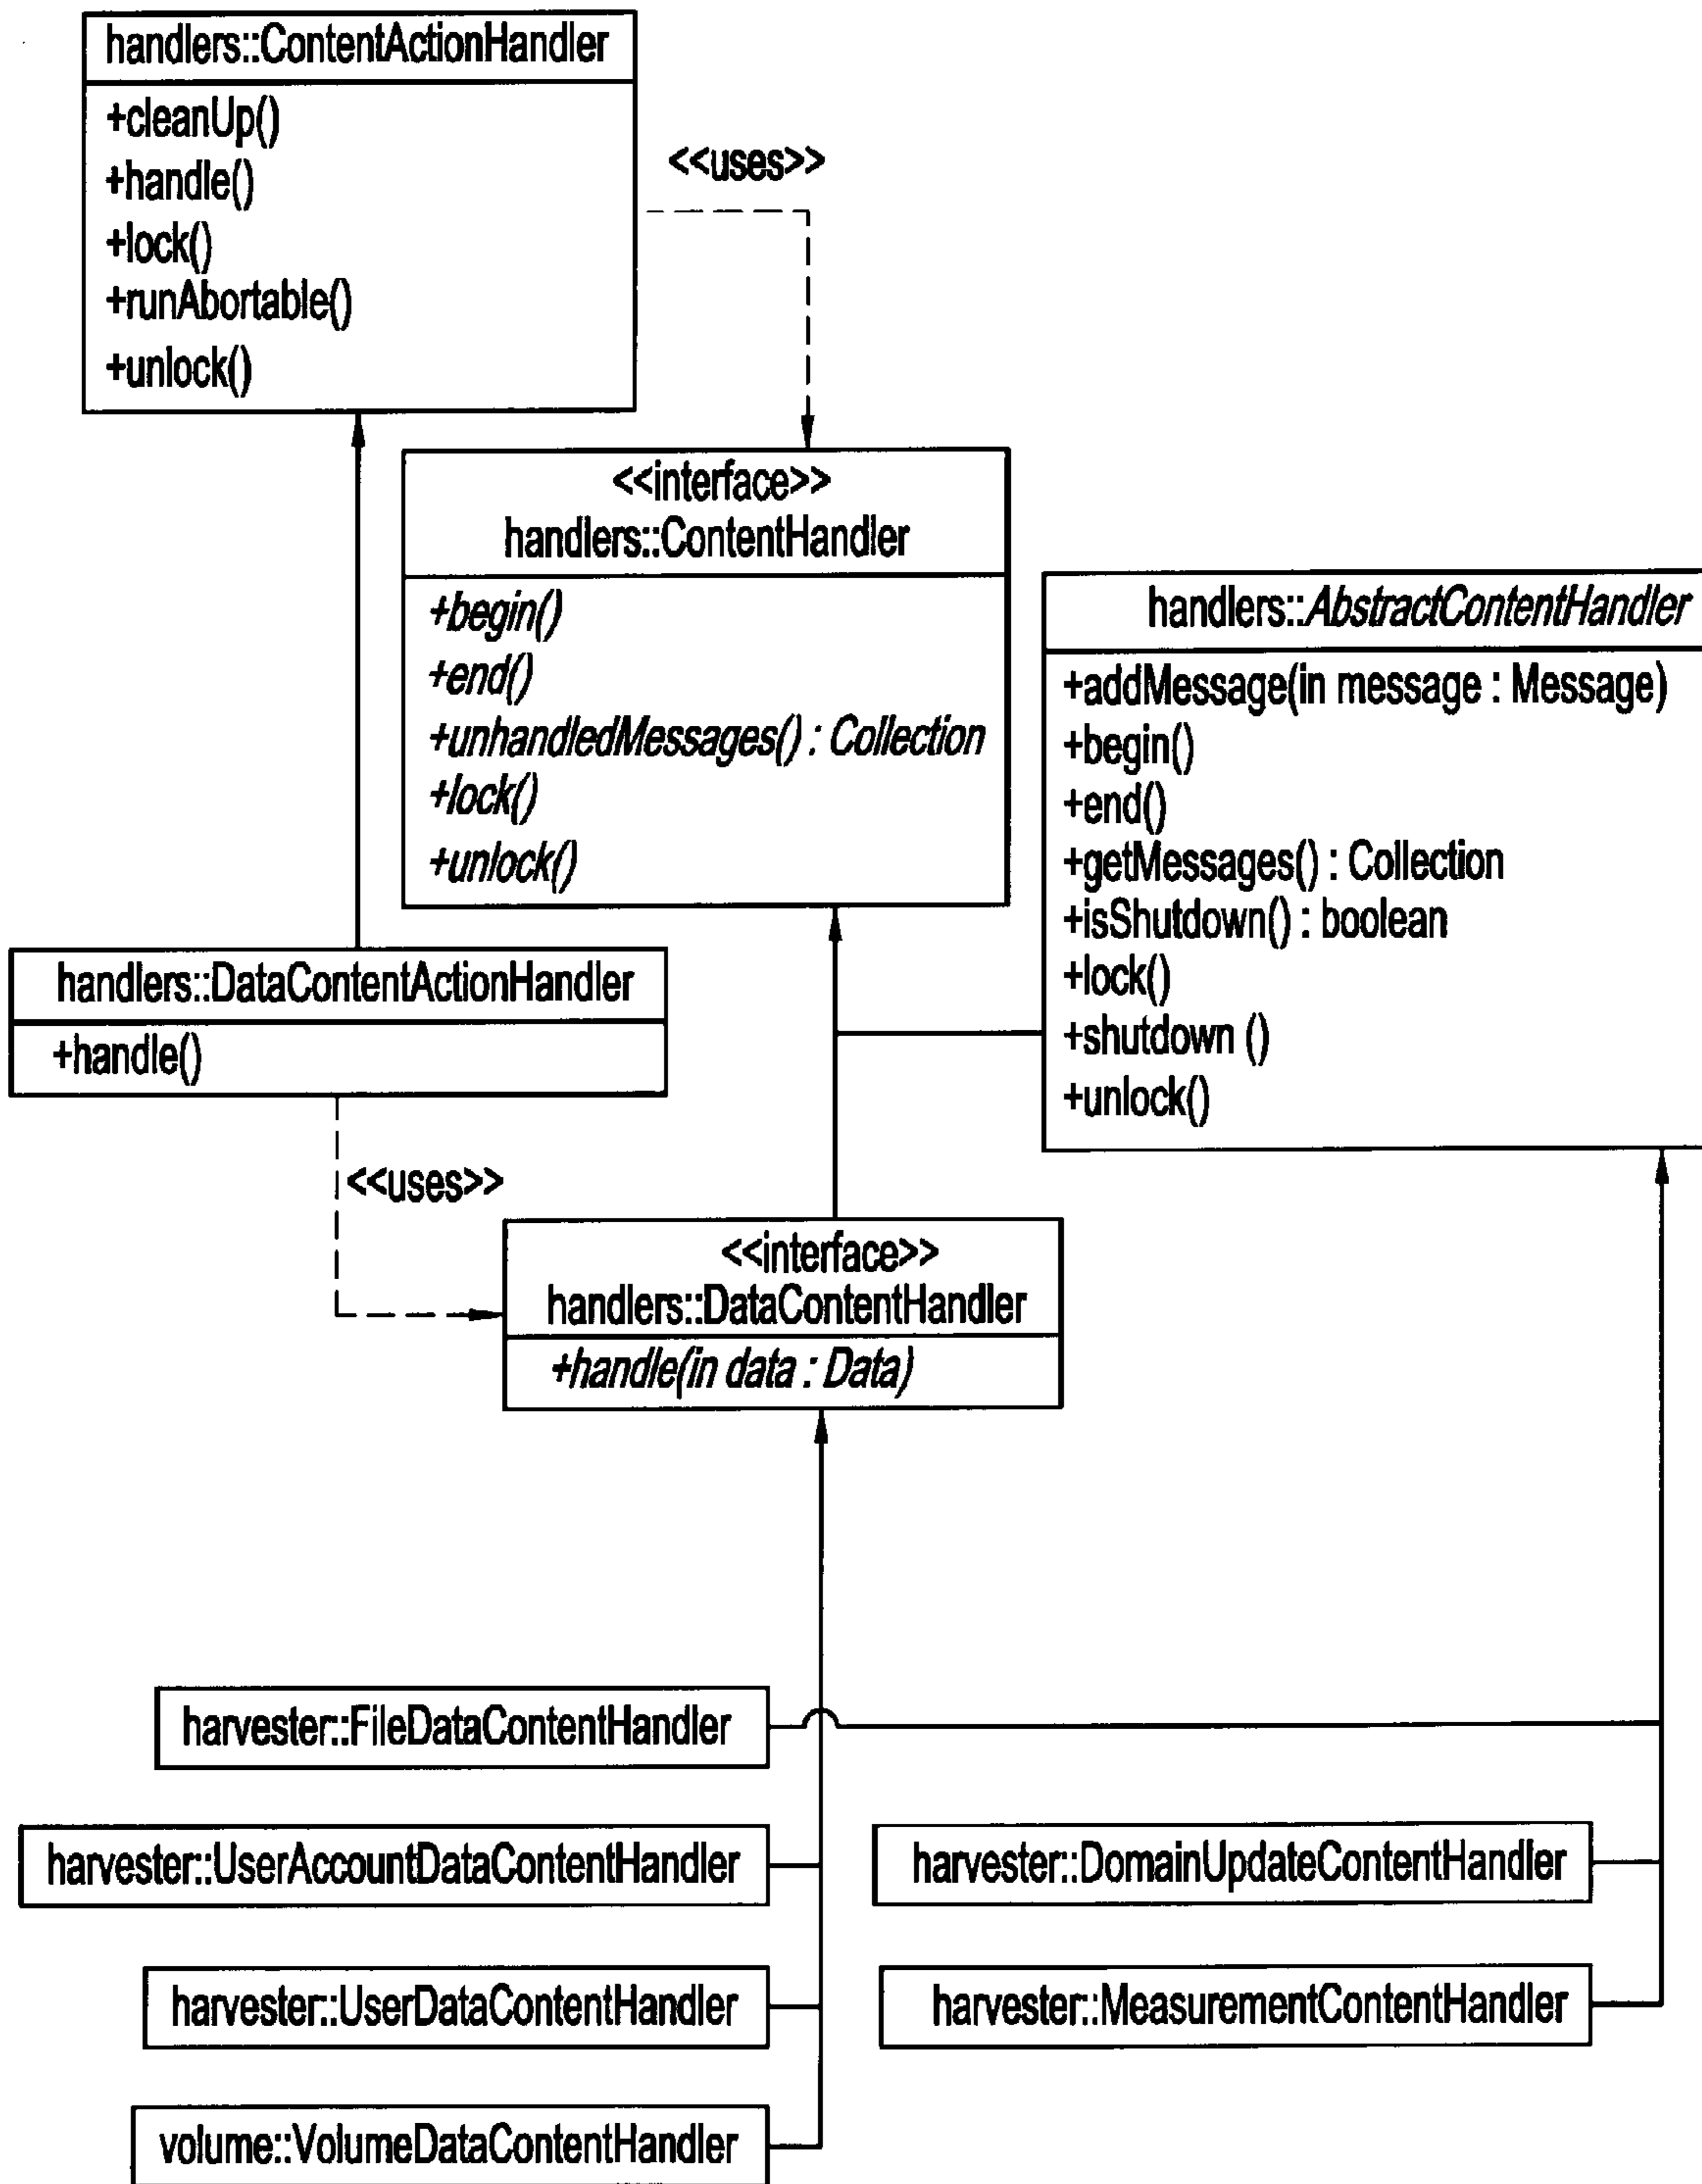 handlers::ContentActionHandler
+cleanUp()
+handle()
+lock()
+runAbortable()
+unlock()
<<uses>>
<<interface>>
handlers::ContentHandler
+begin()
+end()
+unhandledMessages() : Collection
+lock()
+unlock()
handlers::AbstractContentHandler
+addMessage(in message : Message)
+begin()
+end()
+getMessages() : Collection
+isShutdown() : boolean
+lock()
+shutdown ()
+unlock()
handlers::DataContentActionHandler
+handle()
<<uses>>
<<interface>>
handlers::DataContentHandler
+handle(in data : Data)
harvester::FileDataContentHandler
harvester::UserAccountDataContentHandler
harvester::DomainUpdateContentHandler
harvester::UserDataContentHandler
harvester::MeasurementContentHandler
volume::VolumeDataContentHandler